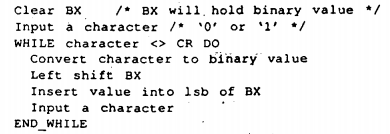 Clear BX /* BX will hold binary value */
Input a character /* '0' or '1' */
WHILE character <> CR DO
Convert character to binary value
Left shift BX
Insert value into lsb of BX
Input a character
END_WHILE